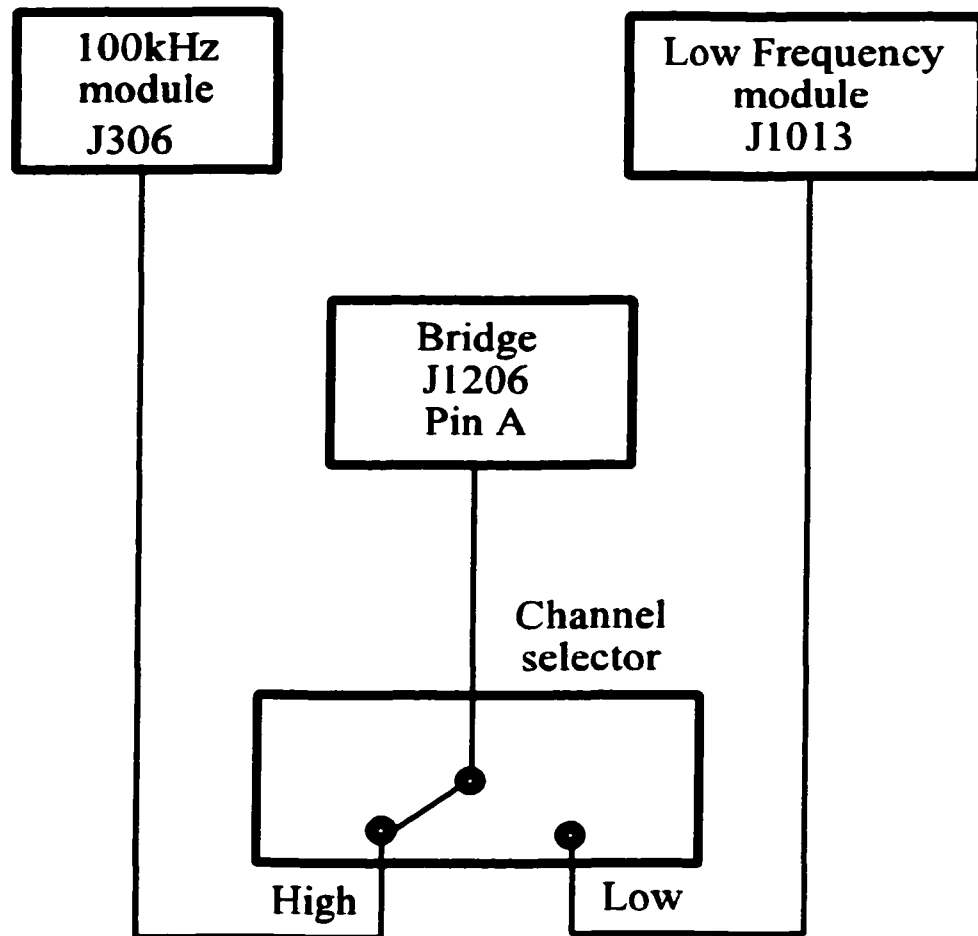 100kHz
module
J306
Low Frequency
module
J1013
Bridge
J1206
Pin A
Channel
selector
High
Low